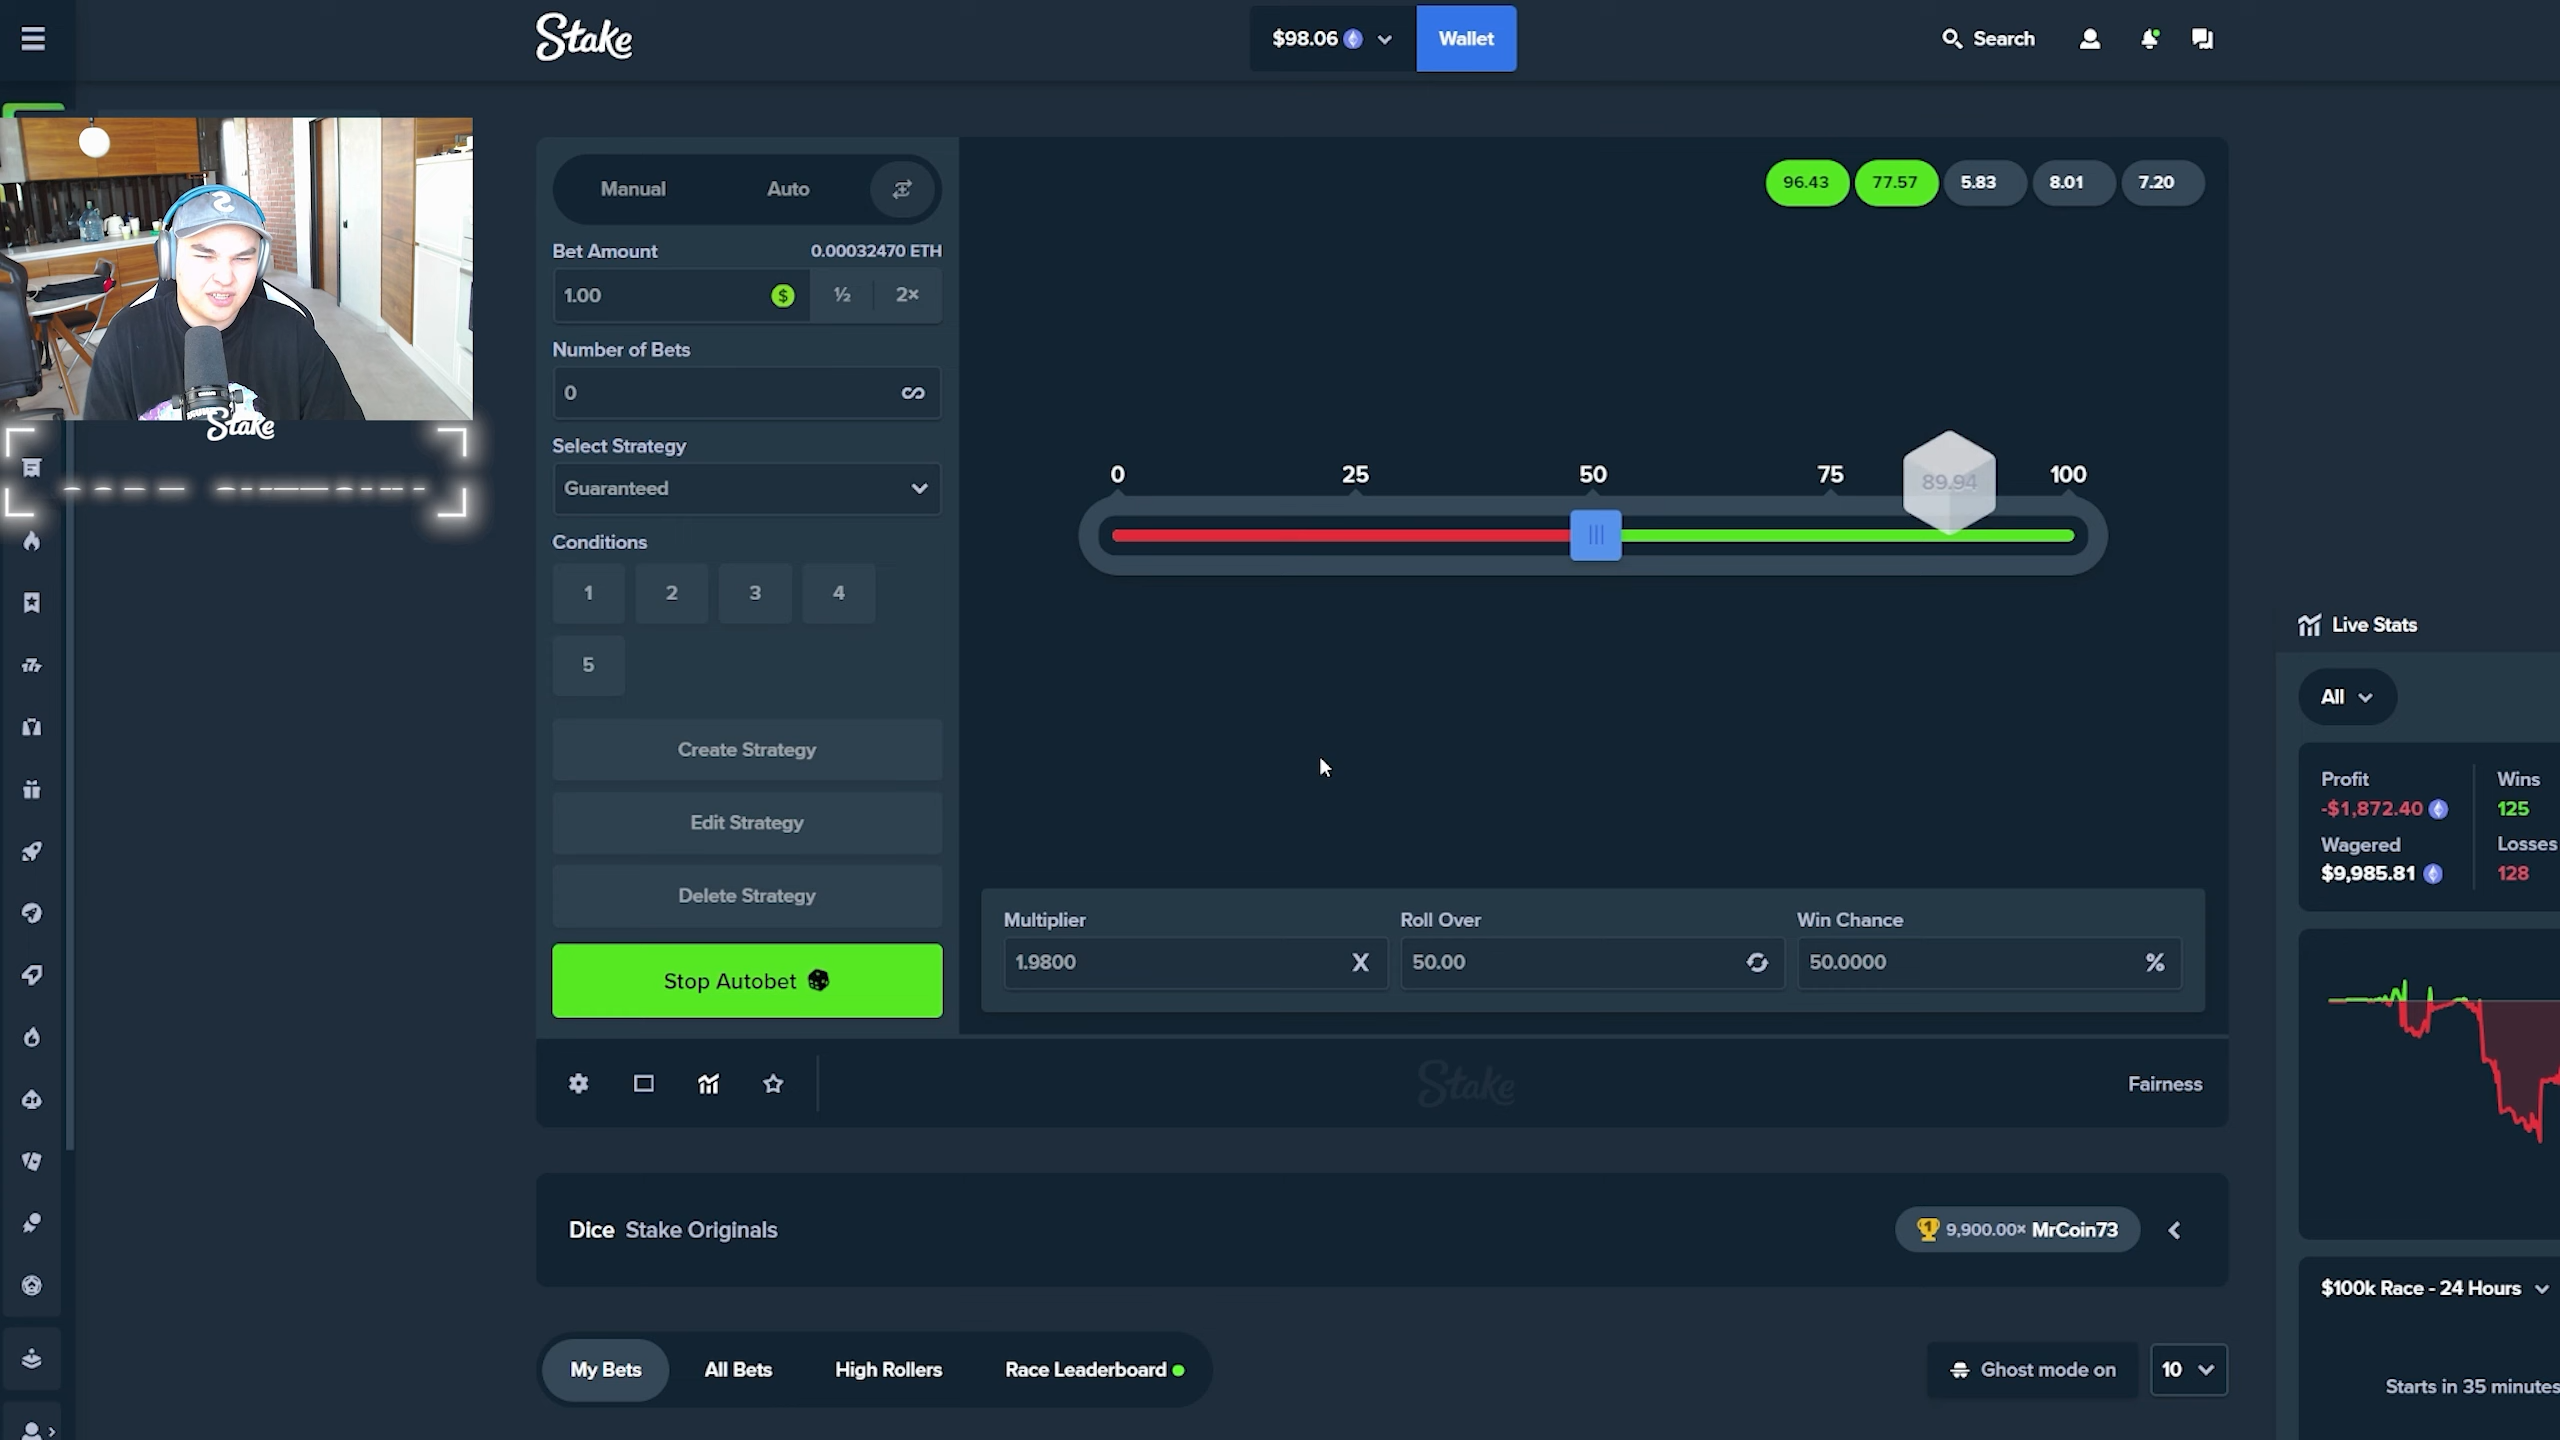 Stake
$98.06
Wallet
Search
Manual
Auto
96.43
77.57
5.83
8.01
7.20
Bet Amount
0.00032470 ETH
1.00
$
½
2×
Number of Bets
0
Select Strategy
Guaranteed
Conditions
1
2
3
4
5
Create Strategy
Edit Strategy
Delete Strategy
Stop Autobet
0
25
50
75
100
89.94
Multiplier
1.9800
Roll Over
50.00
Win Chance
50.0000
%
Stake
Live Stats
All
Profit
-$1,872.40
Wins
125
Wagered
$9,985.81
Losses
128
Stake
Fairness
Dice Stake Originals
9,900.00× MrCoin73
$100k Race - 24 Hours
Starts in 35 minutes
My Bets
All Bets
High Rollers
Race Leaderboard
Ghost mode on
10